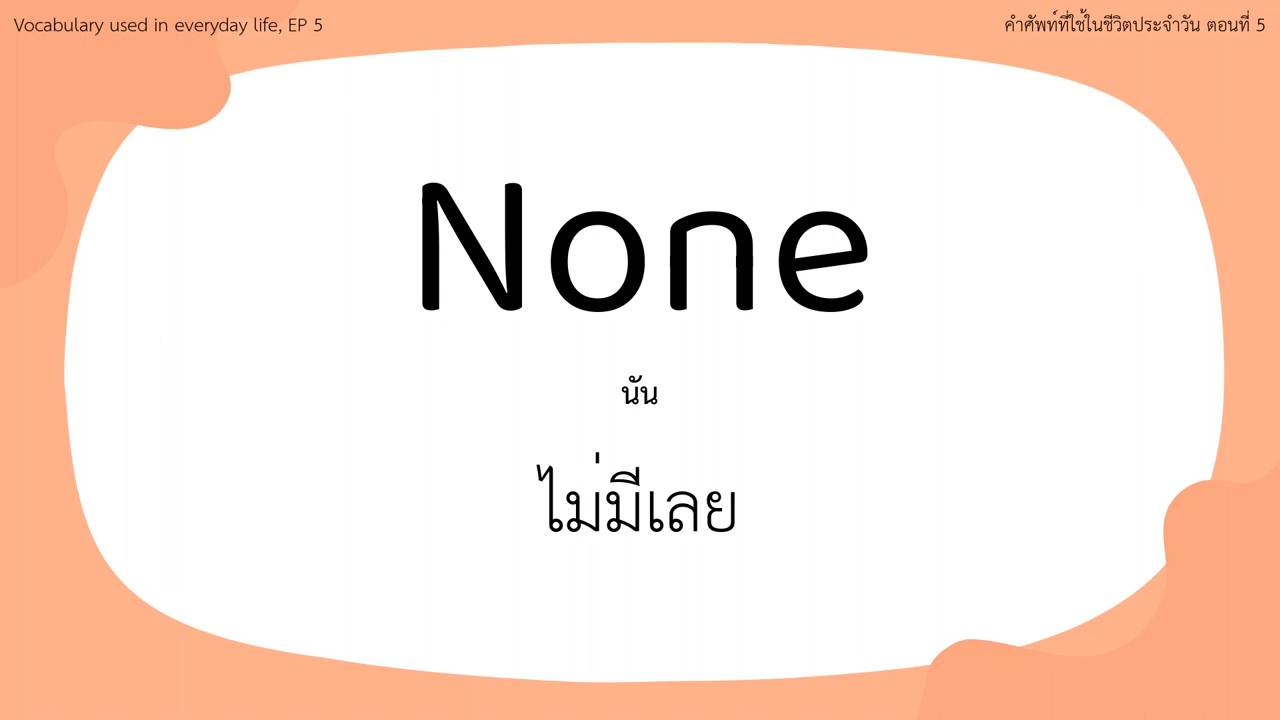 Vocabulary used in everyday life, EP 5
คำศัพท์ที่ใช้ในชีวิตประจำวัน ตอนที่ 5
None
นัน
ไม่มีเลย